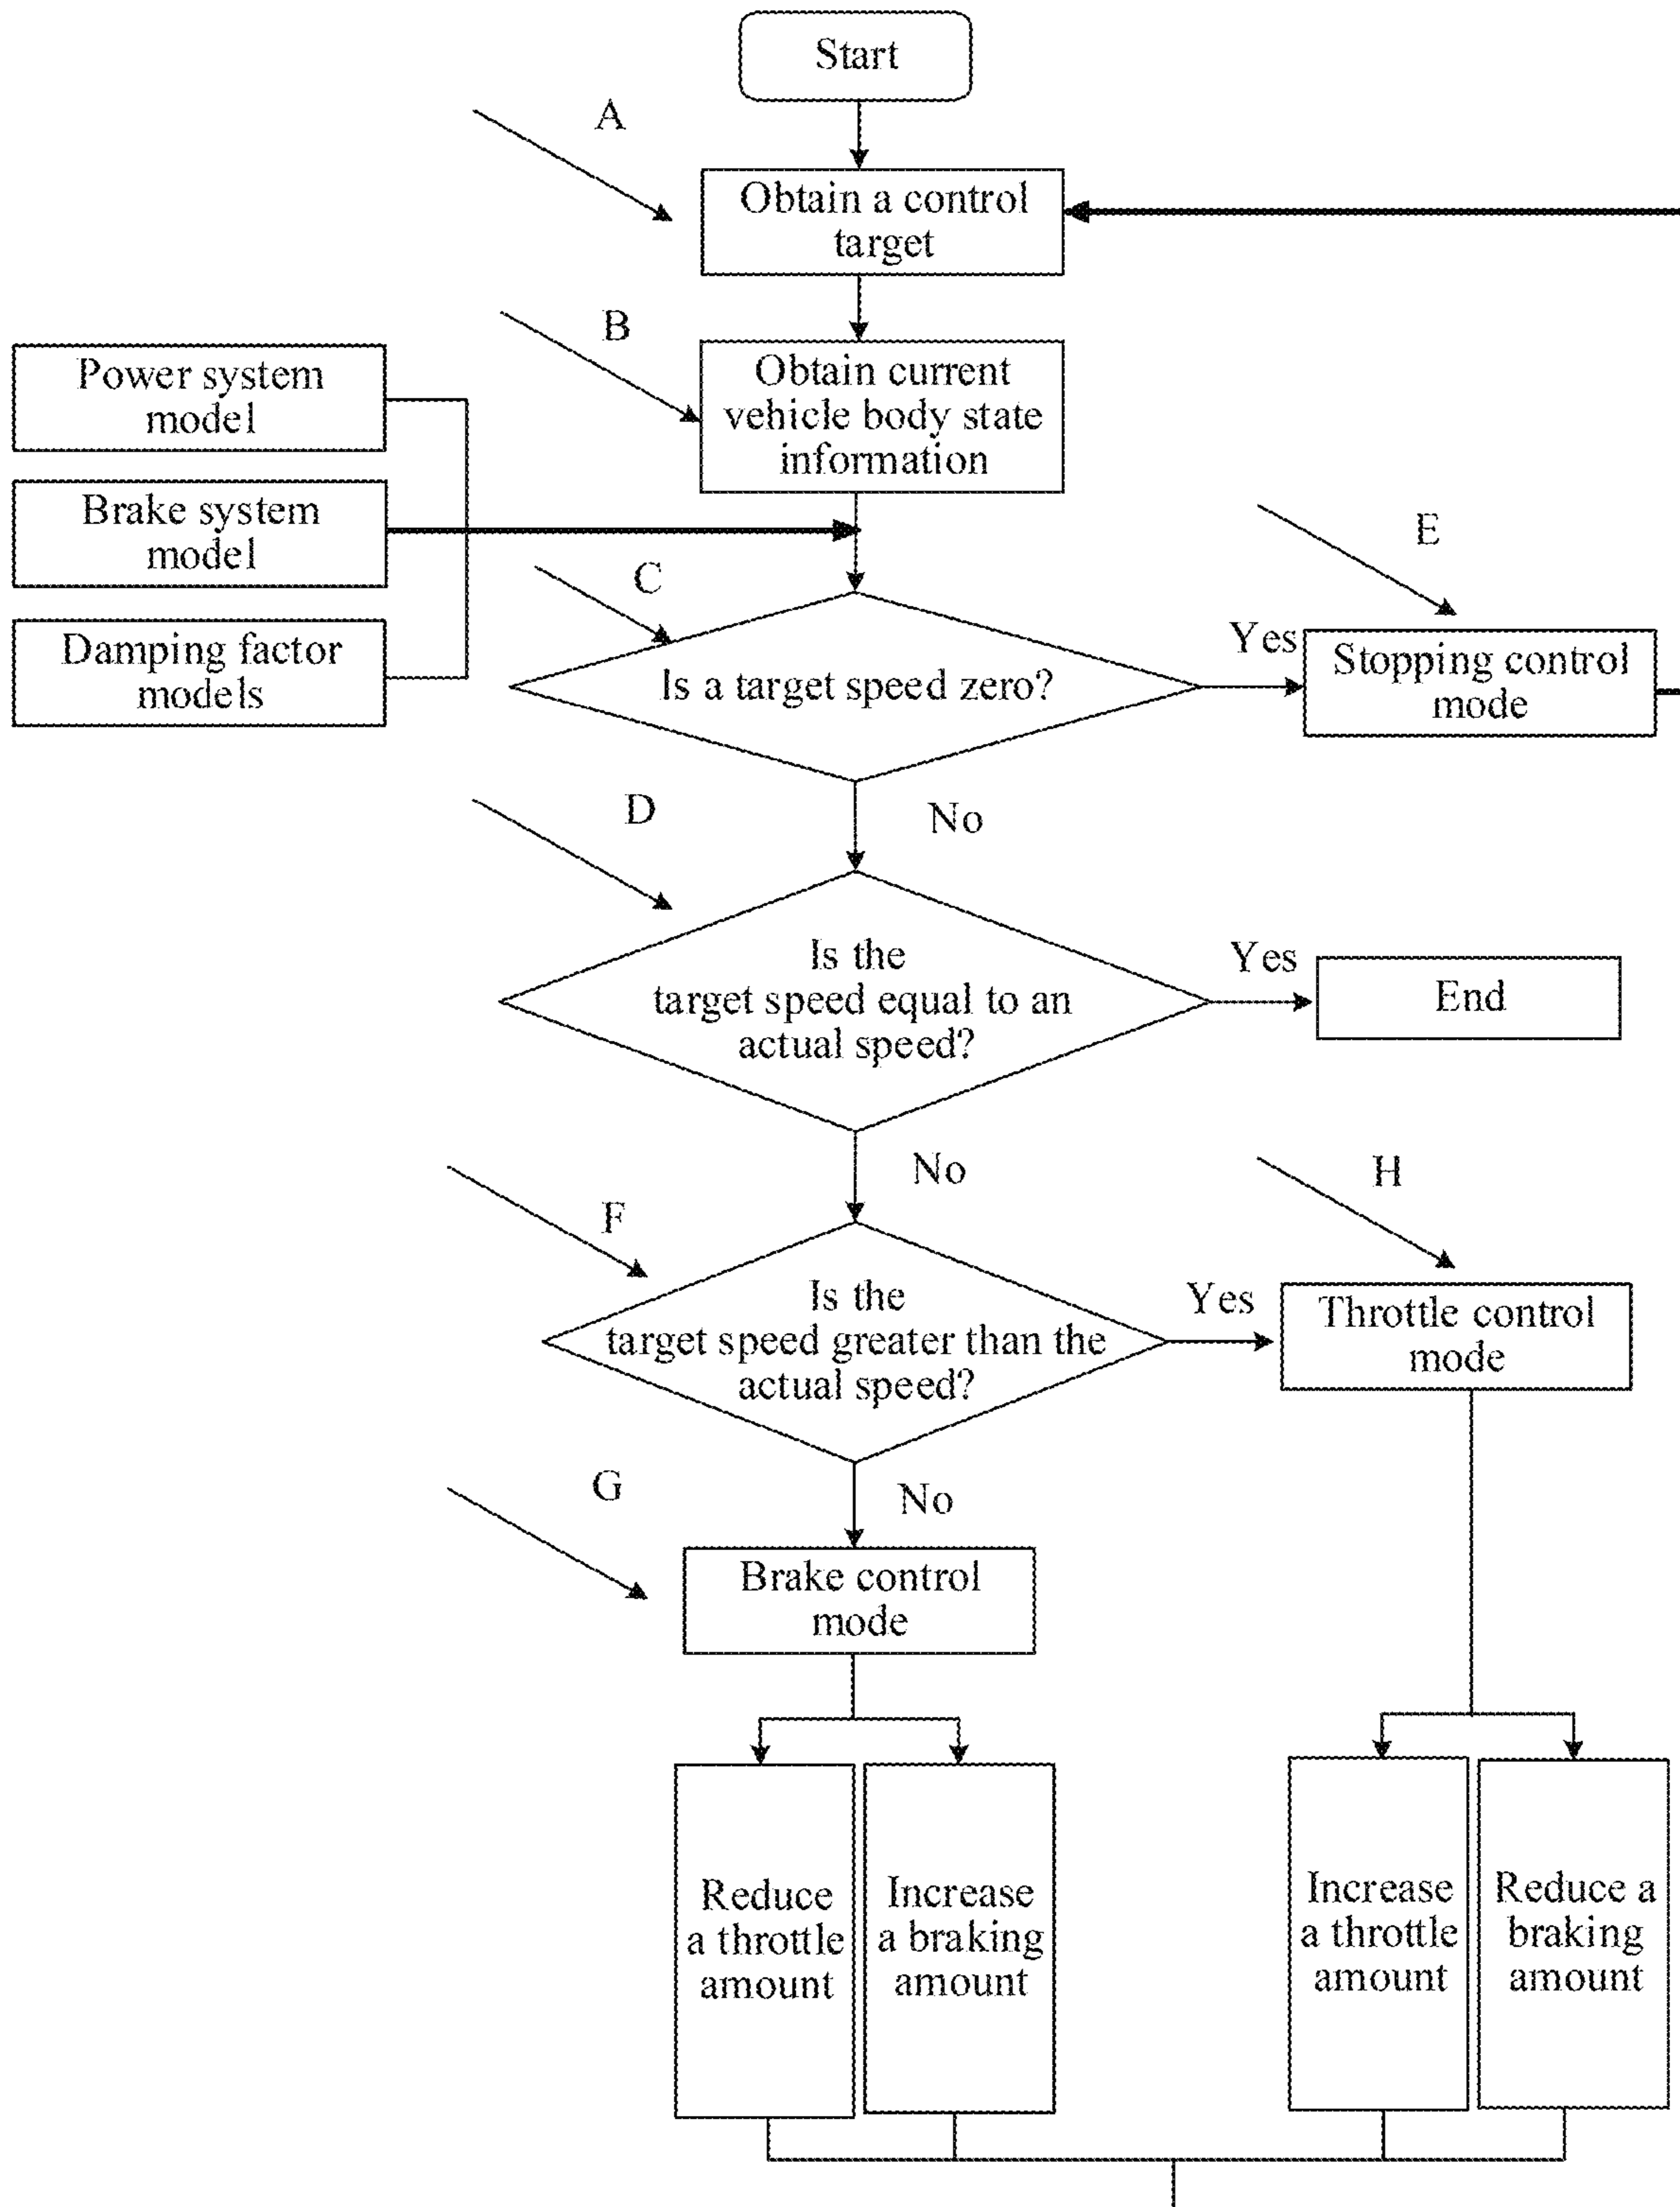 Start
A
Obtain a control
target
B
Obtain current
vehicle body state
information
Power system
model
Brake system
model
Damping factor
models
C
Is a target speed zero?
Yes
E
Stopping control
mode
No
D
Is the
target speed equal to an
actual speed?
Yes
End
No
F
Is the
target speed greater than the
actual speed?
Yes
H
Throttle control
mode
No
G
Brake control
mode
Reduce
a throttle
amount
Increase
a braking
amount
Increase
a throttle
amount
Reduce a
braking
amount